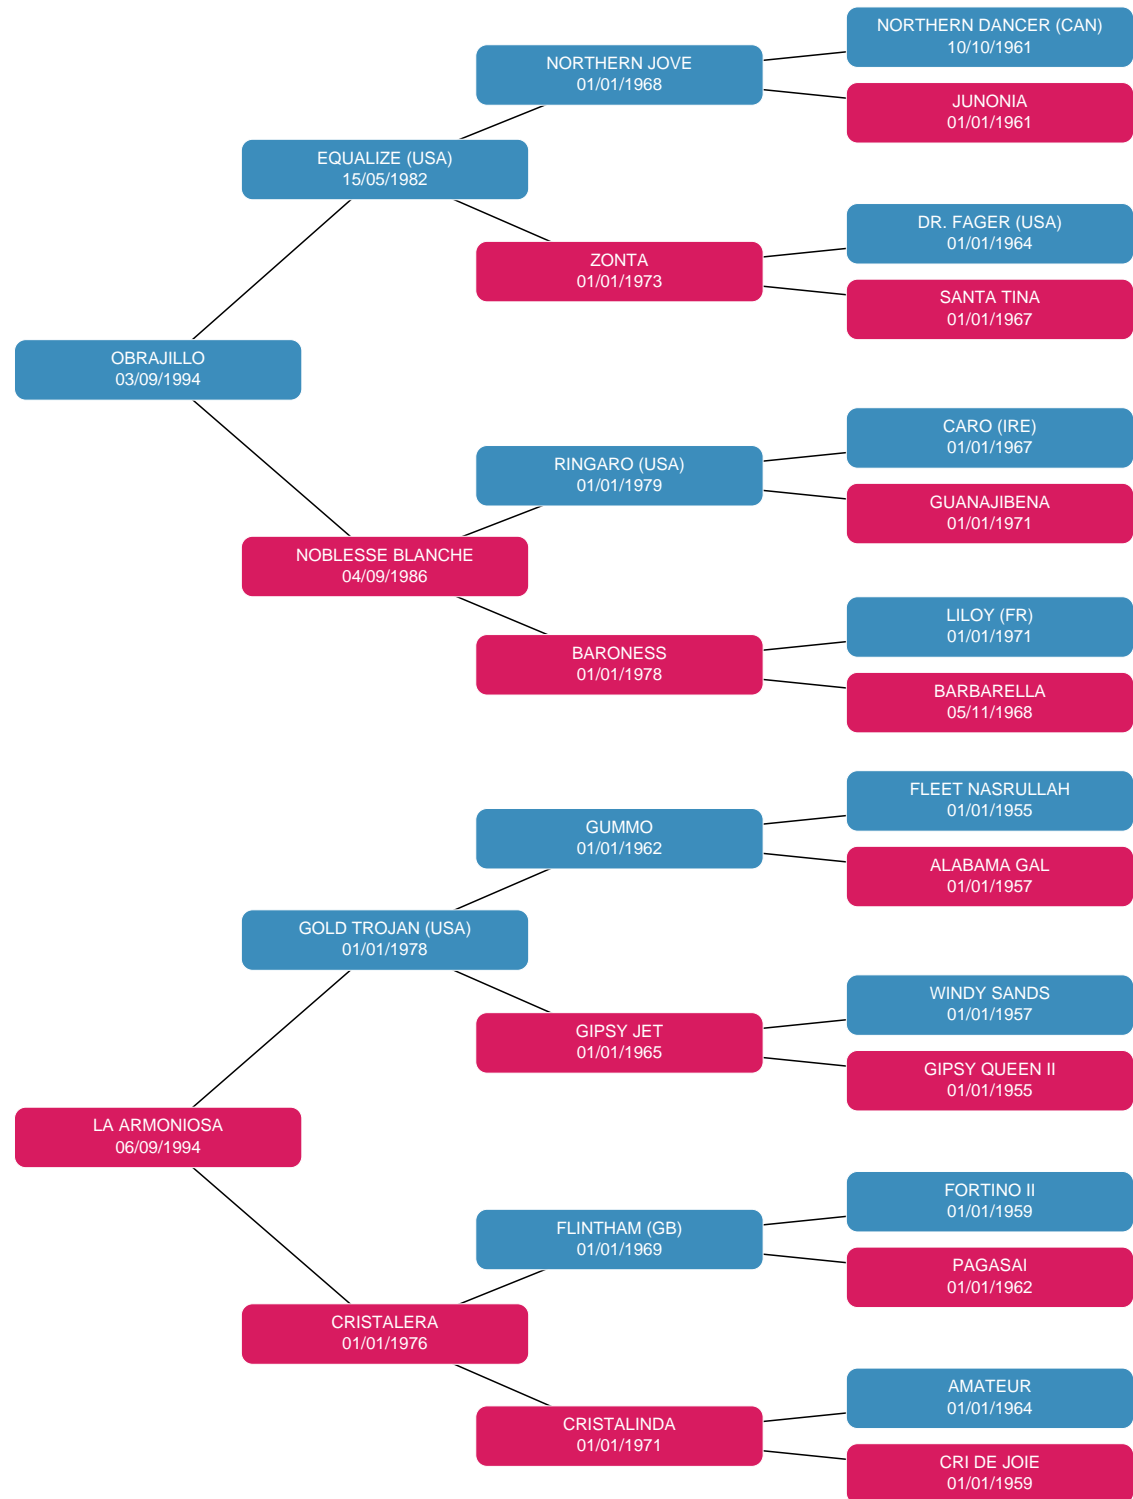 NORTHERN DANCER (CAN)
10/10/1961
NORTHERN JOVE
01/01/1968
JUNONIA
01/01/1961
EQUALIZE (USA)
15/05/1982
DR. FAGER (USA)
01/01/1964
ZONTA
01/01/1973
SANTA TINA
01/01/1967
OBRAJILLO
03/09/1994
CARO (IRE)
01/01/1967
RINGARO (USA)
01/01/1979
GUANAJIBENA
01/01/1971
NOBLESSE BLANCHE
04/09/1986
LILOY (FR)
01/01/1971
BARONESS
01/01/1978
BARBARELLA
05/11/1968
FLEET NASRULLAH
01/01/1955
GUMMO
01/01/1962
ALABAMA GAL
01/01/1957
GOLD TROJAN (USA)
01/01/1978
WINDY SANDS
01/01/1957
GIPSY JET
01/01/1965
GIPSY QUEEN II
01/01/1955
LA ARMONIOSA
06/09/1994
FORTINO II
01/01/1959
FLINTHAM (GB)
01/01/1969
PAGASAI
01/01/1962
CRISTALERA
01/01/1976
AMATEUR
01/01/1964
CRISTALINDA
01/01/1971
CRI DE JOIE
01/01/1959